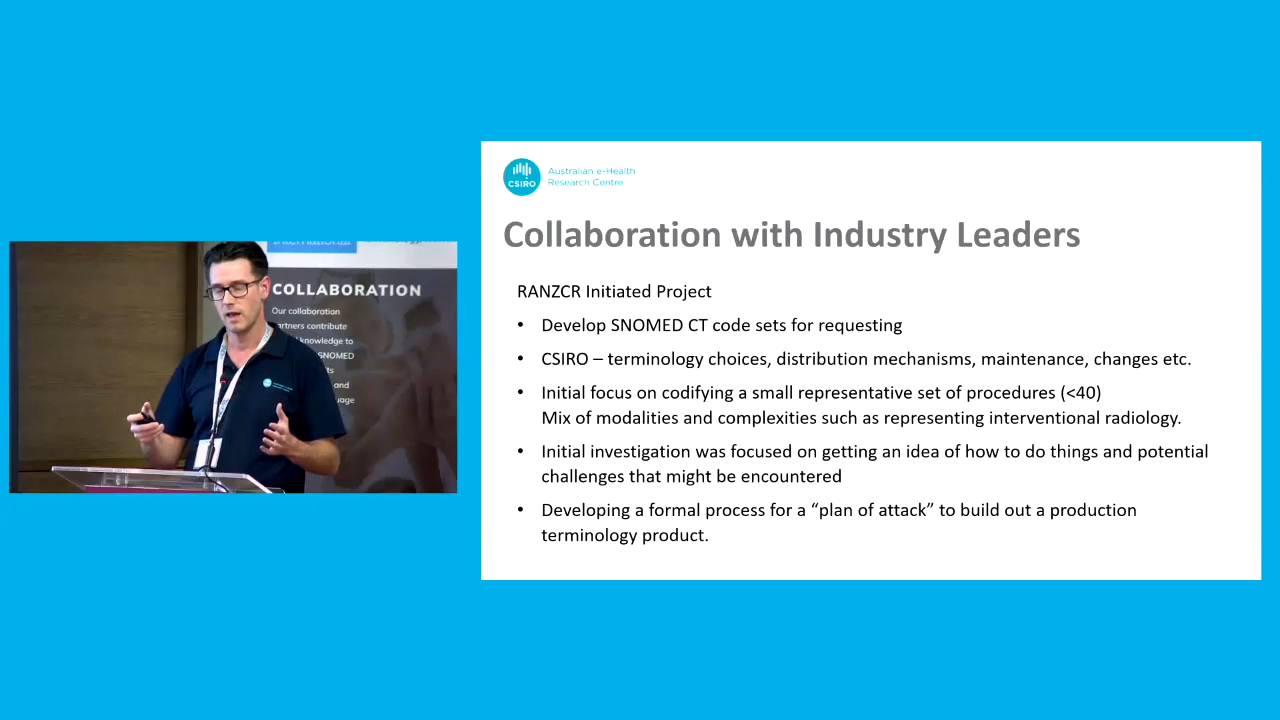 COLLABORATION
Our collaboration
partners contribute
knowledge to
SNOMED
and
CSIRO
Australian e-Health
Research Centre
Collaboration with Industry Leaders
RANZCR Initiated Project
• Develop SNOMED CT code sets for requesting
• CSIRO – terminology choices, distribution mechanisms, maintenance, changes etc.
• Initial focus on codifying a small representative set of procedures (<40)
Mix of modalities and complexities such as representing interventional radiology.
• Initial investigation was focused on getting an idea of how to do things and potential
challenges that might be encountered
• Developing a formal process for a “plan of attack” to build out a production
terminology product.